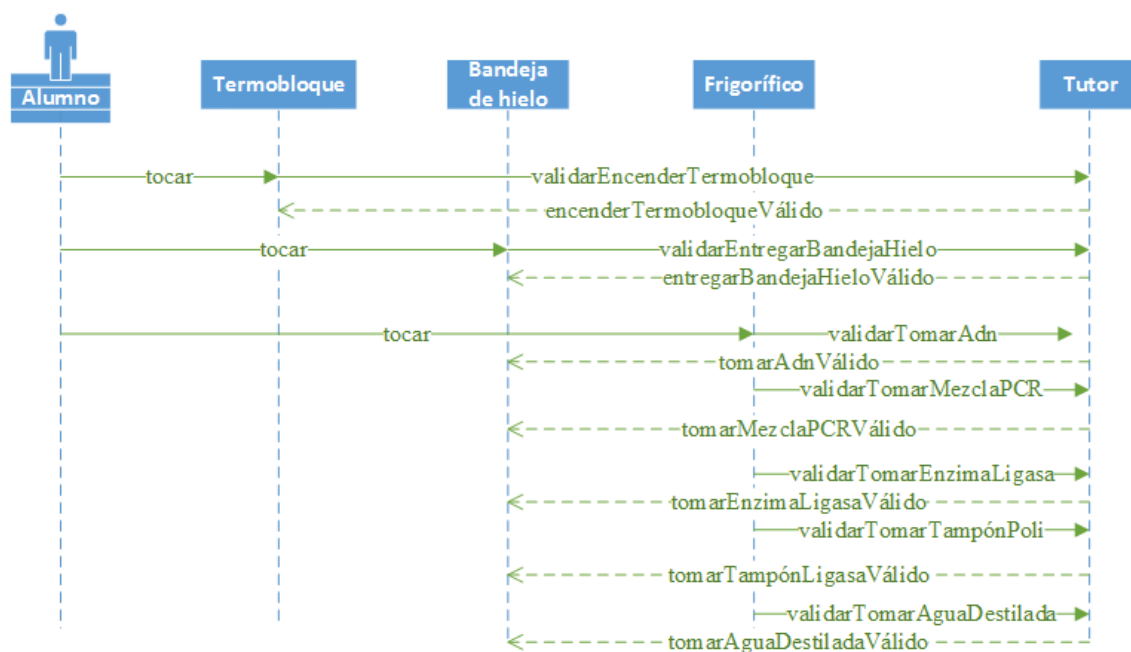 Alumno
Termobloque
Bandeja
de hielo
Frigorífico
Tutor
tocar
validarEncenderTermobloque
encenderTermobloqueVálido
tocar
validarEntregarBandejaHielo
entregarBandejaHieloVálido
tocar
validarTomarAdn
tomarAdnVálido
validarTomarMezclaPCR
tomarMezclaPCRVálido
validarTomarEnzimaLigasa
tomarEnzimaLigasaVálido
validarTomarTampónPoli
tomarTampónLigasaVálido
validarTomarAguaDestilada
tomarAguaDestiladaVálido